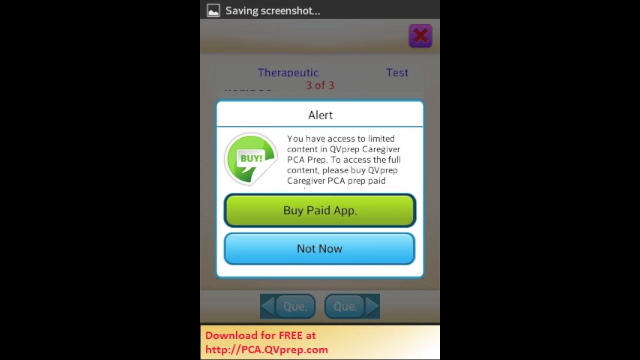 Saving screenshot...
Therapeutic Test
3 of 3
Alert
BUY!
You have access to limited
content in QVprep Caregiver
PCA Prep. To access the full
content, please buy QVprep
Caregiver PCA prep paid
Buy Paid App.
Not Now
Que. Que.
Download for FREE at
http://PCA.QVprep.com